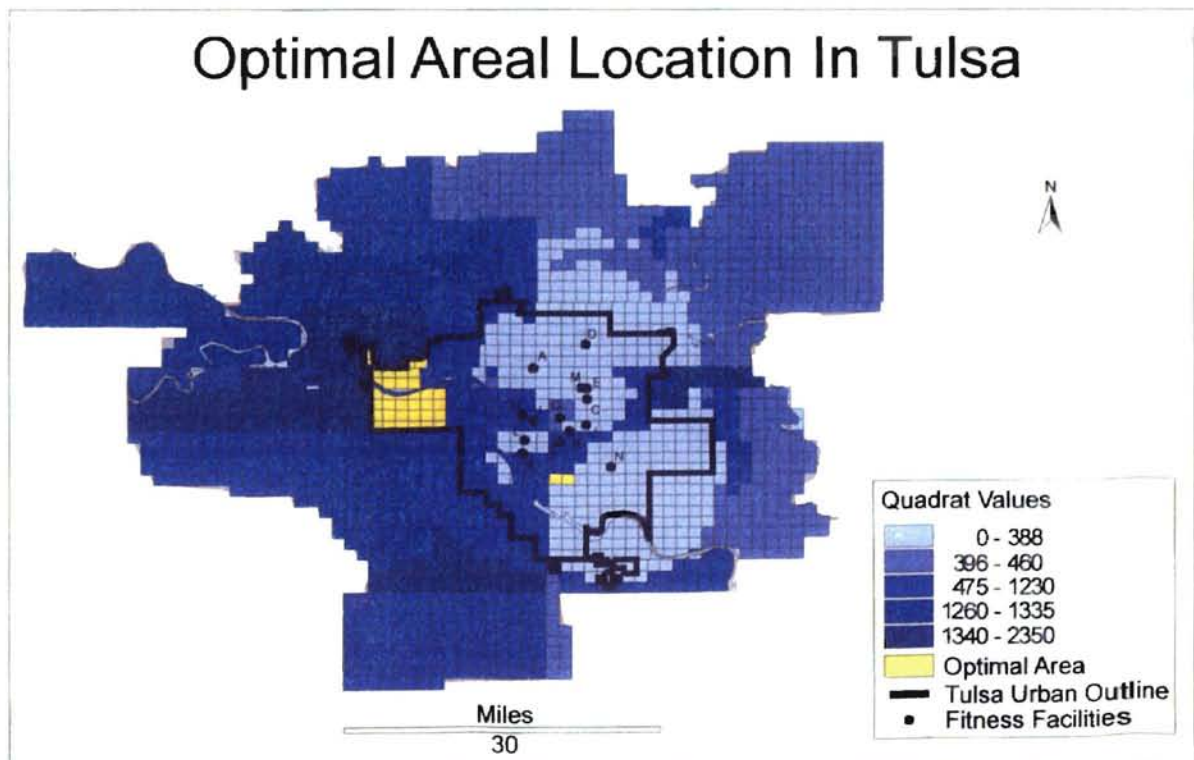 Optimal Areal Location In Tulsa
N
D
A
M E
C
N
Quadrat Values
0 - 388
396 - 460
475 - 1230
1260 - 1335
1340 - 2350
Optimal Area
Tulsa Urban Outline
Fitness Facilities
Miles
30